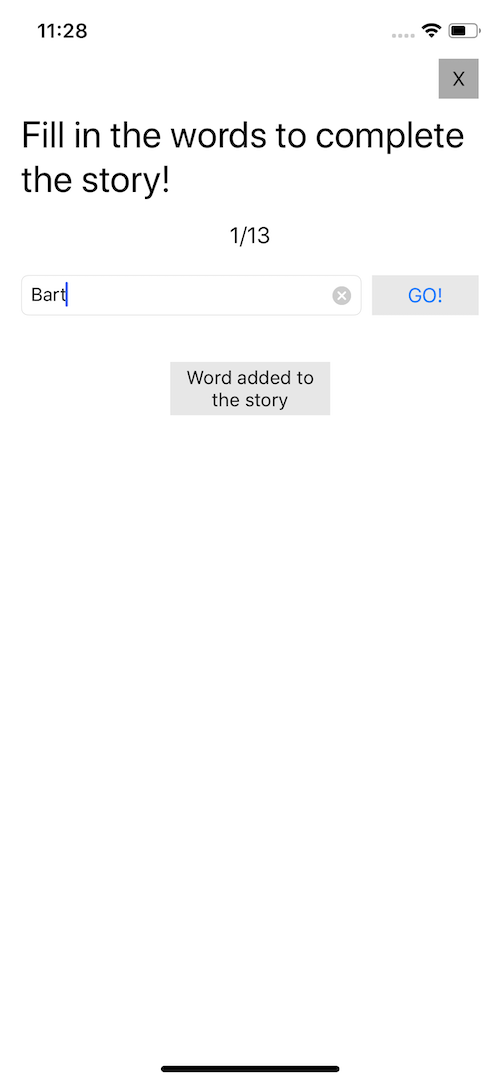 11:28
X
Fill in the words to complete
the story!
1/13
Bart
GO!
Word added to
the story